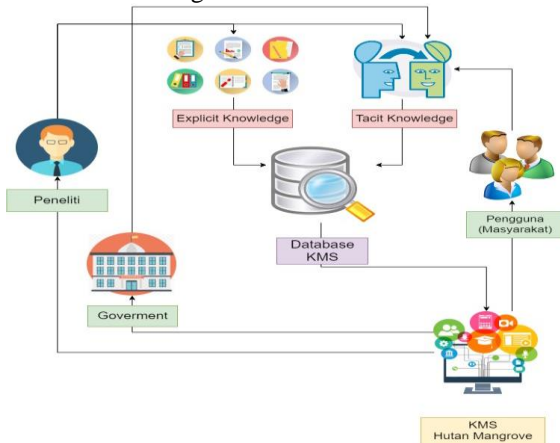 Explicit Knowledge
Tacit Knowledge
Peneliti
Pengguna
(Masyarakat)
Database
KMS
Goverment
KMS
Hutan Mangrove